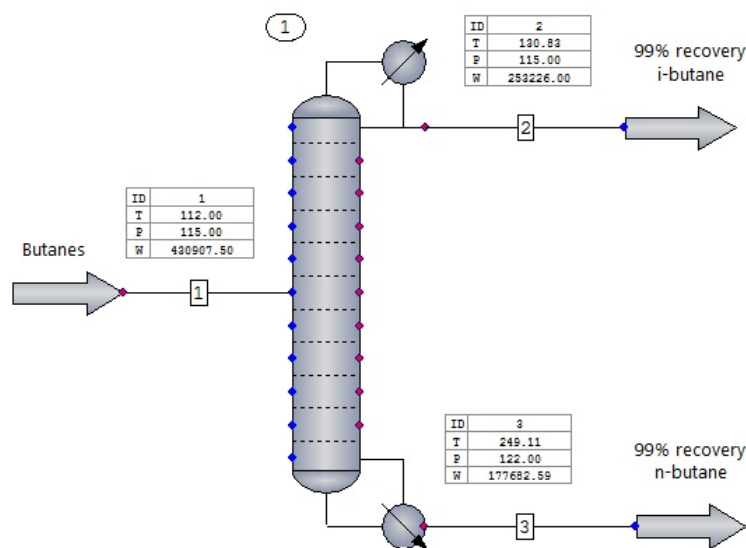 1
ID 2
T 130.83
P 115.00
W 253226.00
99% recovery
i-butane
2
ID 1
T 112.00
P 115.00
W 430907.50
Butanes
1
ID 3
T 249.11
P 122.00
W 177682.59
99% recovery
n-butane
3